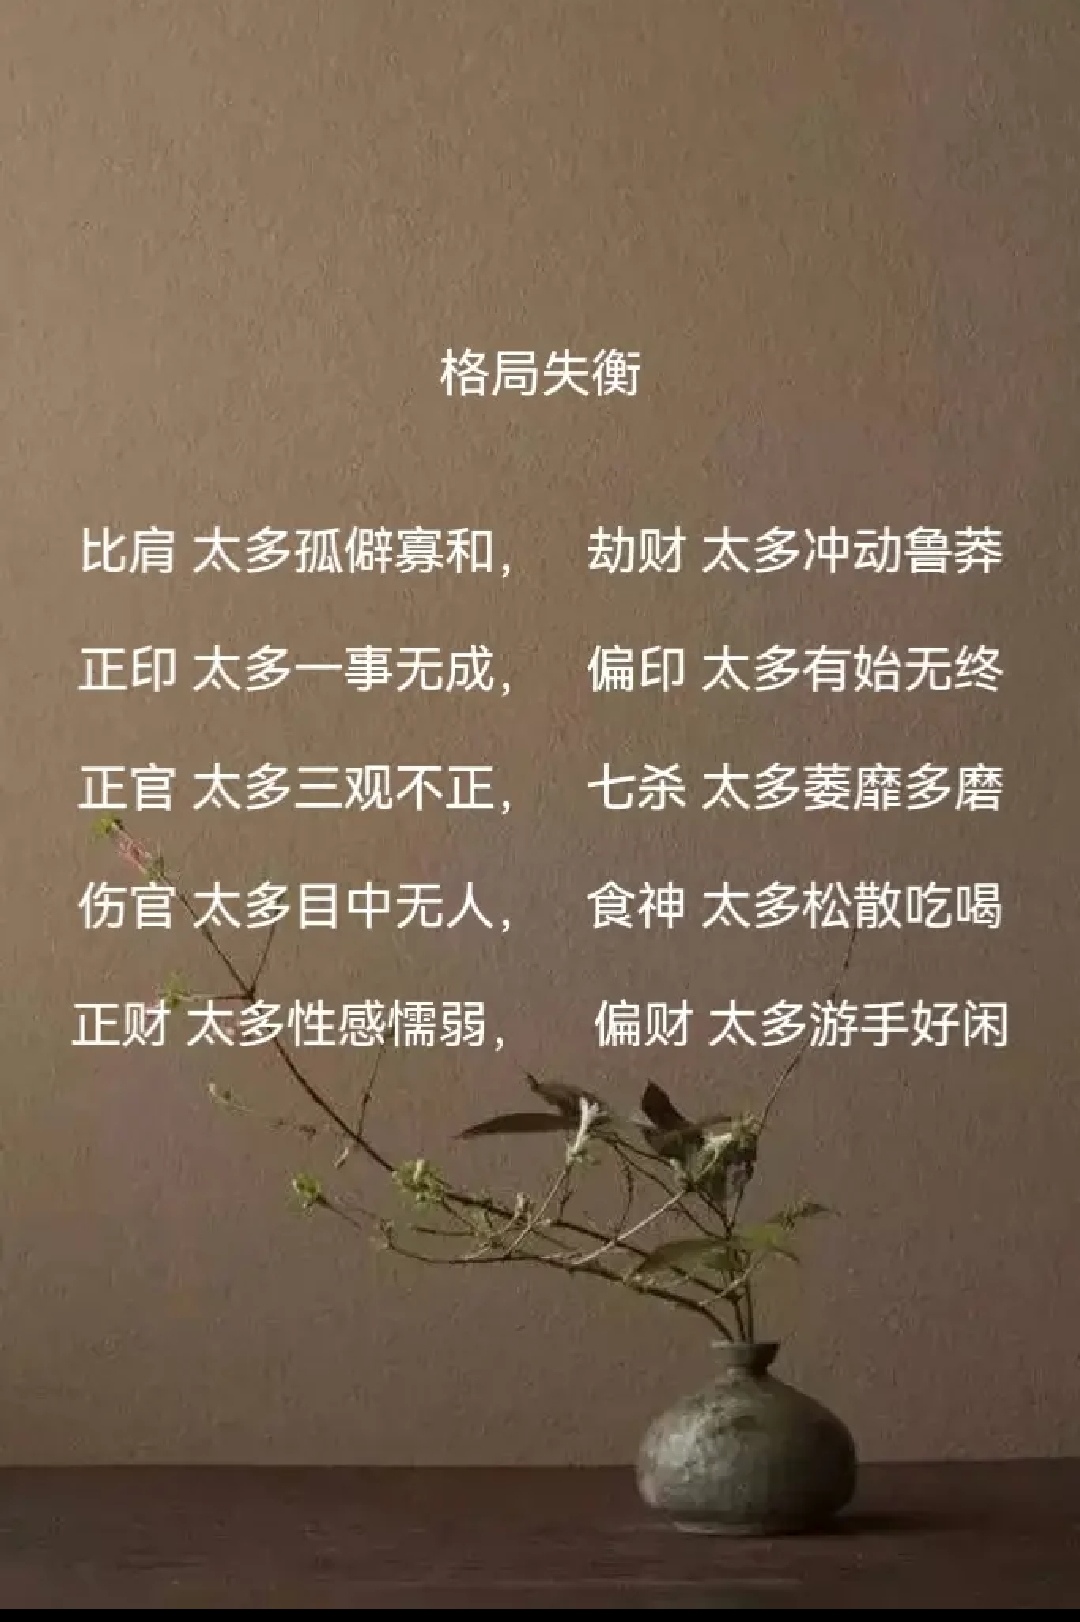 格局失衡
比肩 太多孤僻寡和， 劫财 太多冲动鲁莽
正印 太多一事无成， 偏印 太多有始无终
正官 太多三观不正， 七杀 太多萎靡多磨
伤官 太多目中无人， 食神 太多松散吃喝
正财 太多性感懦弱， 偏财 太多游手好闲